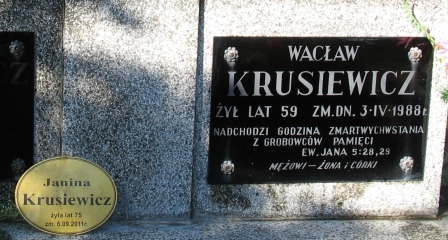 WACŁAW
KRUSIEWICZ
ŻYŁ LAT 59 ZM.DN. 3-IV-1988r.
NADCHODZI GODZINA ZMARTWYCHWSTANIA
Z GROBOWCÓW PAMIĘCI
EW. JANA 5:28,29
MĘŻOWI – ŻONA i CÓRKI
Janina
Krusiewicz
żyła lat 75
zm. 6.09.2011r.